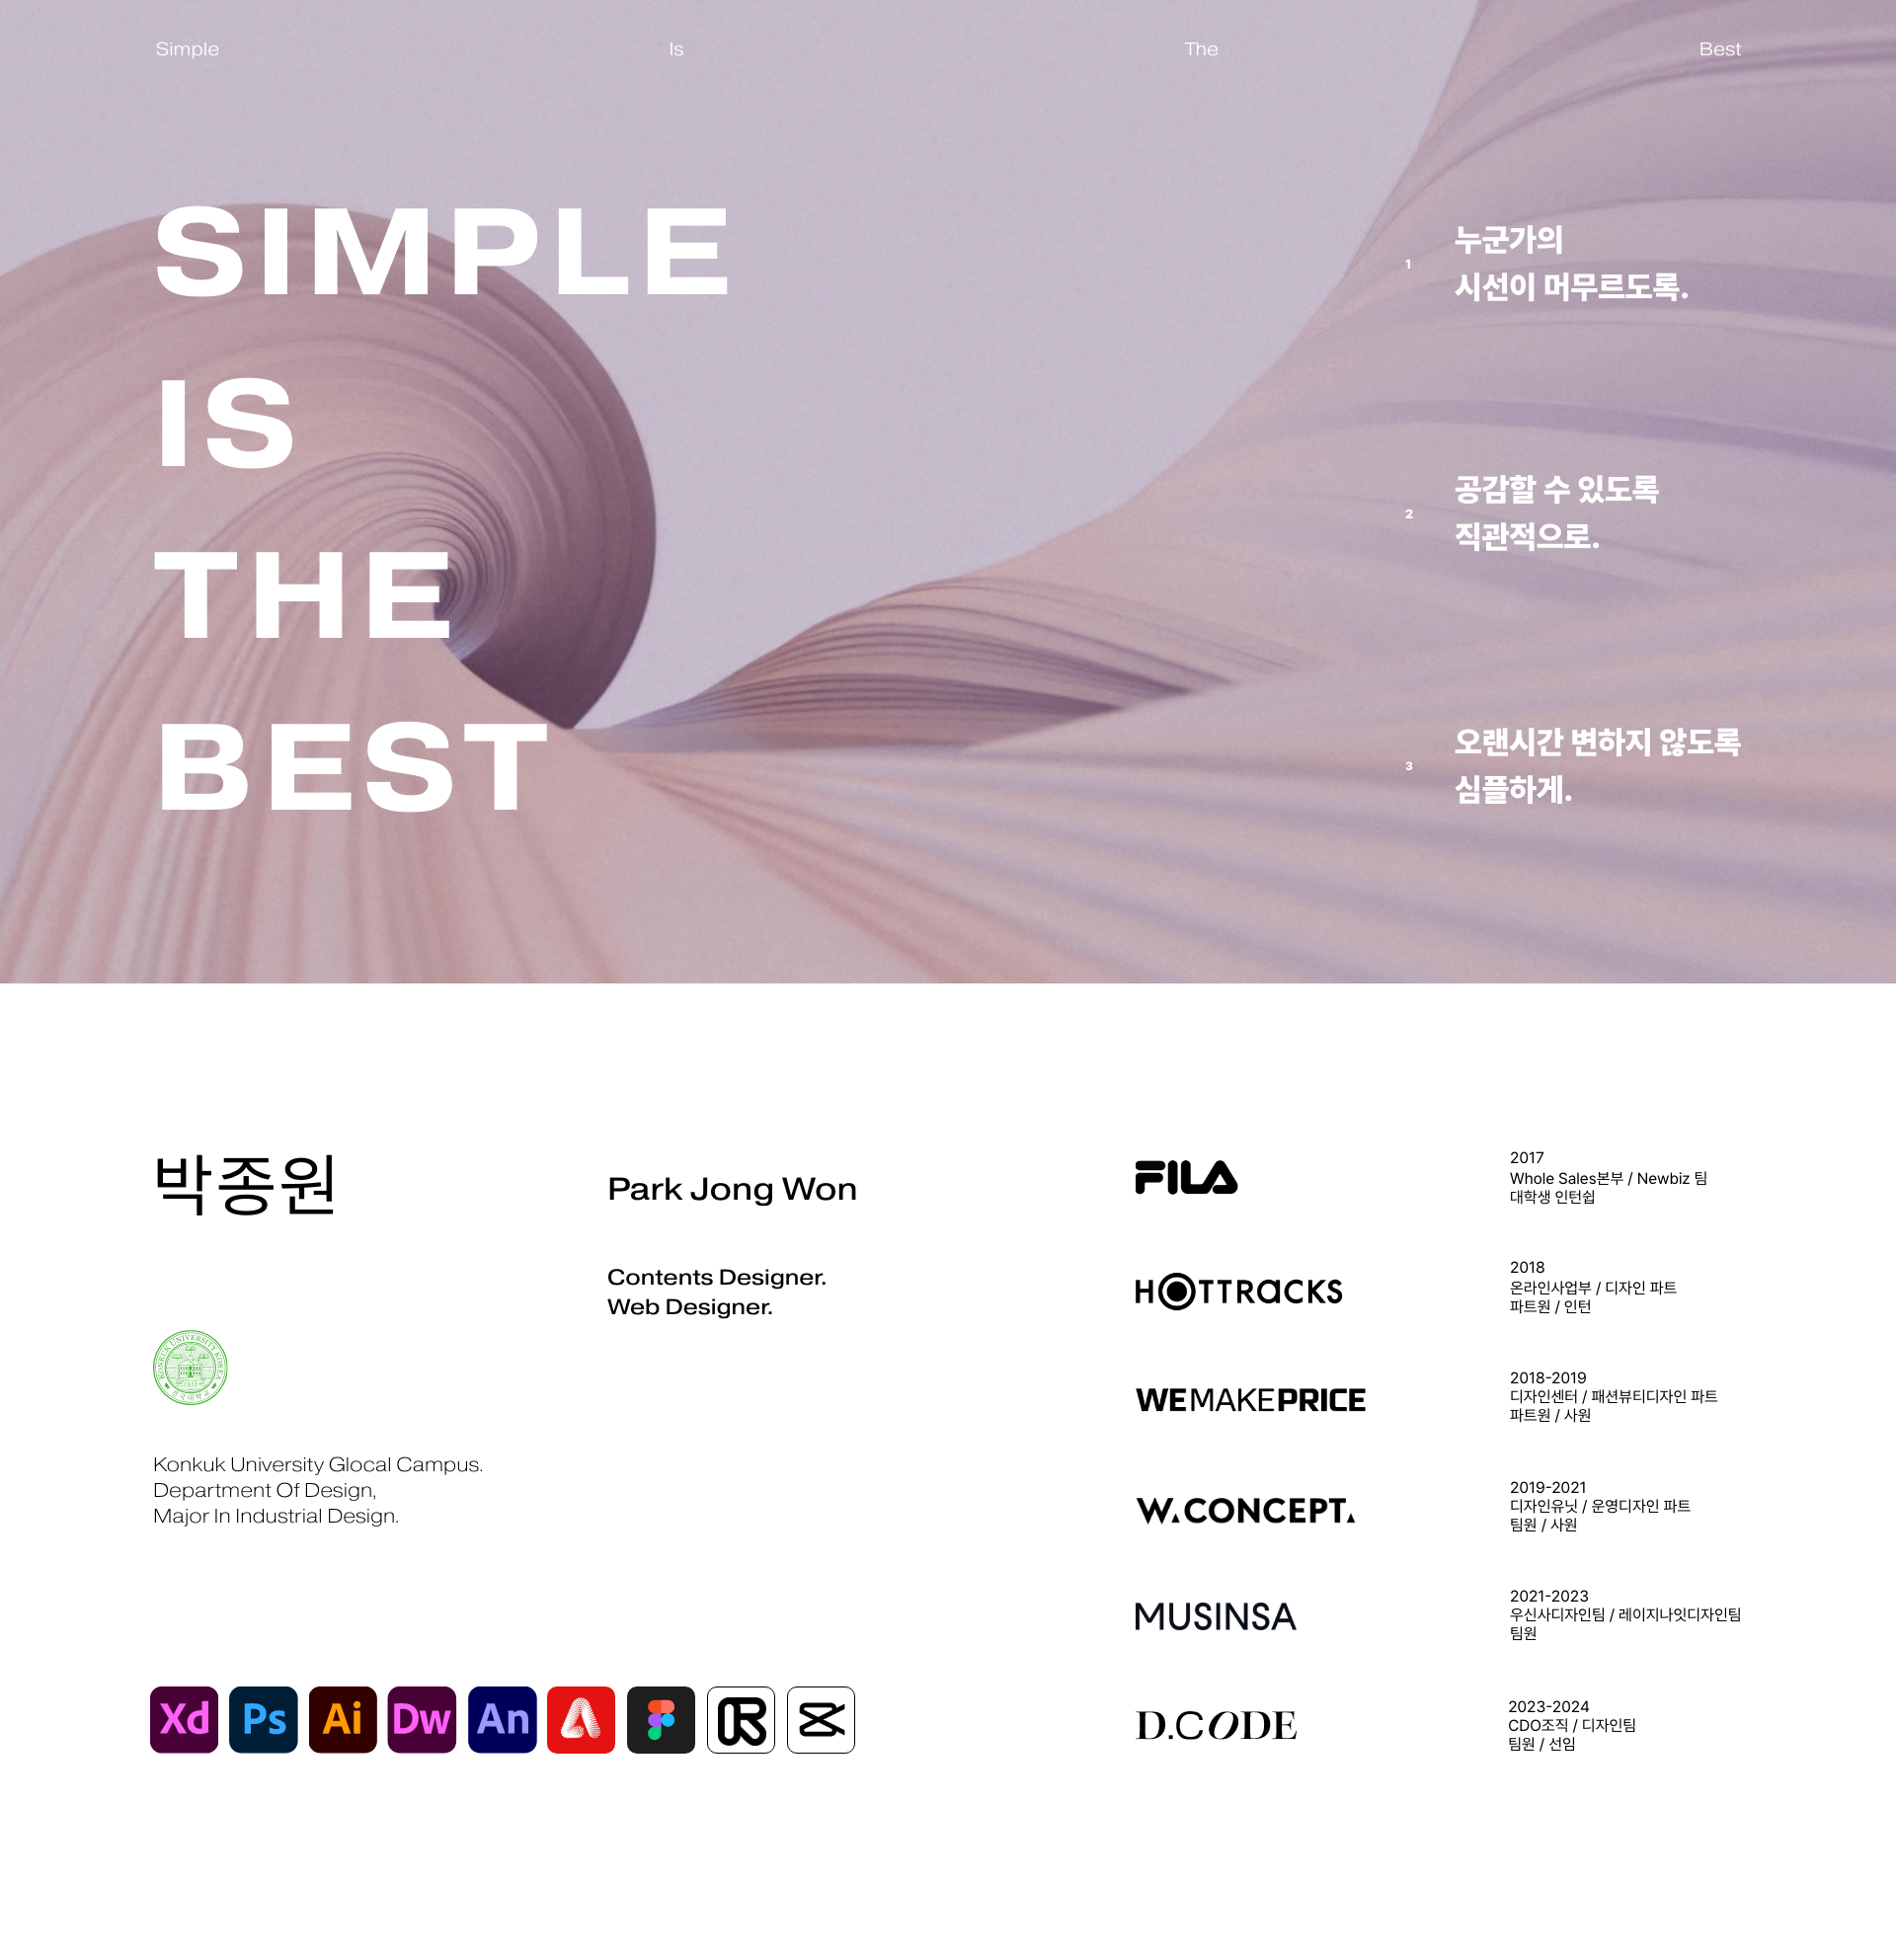 Simple Is The Best
SIMPLE
IS
THE
BEST
1
누군가의
시선이 머무르도록.
2
공감할 수 있도록
직관적으로.
3
오랜시간 변하지 않도록
심플하게.
박종원
Park Jong Won
Contents Designer.
Web Designer.
KONKUK UNIVERSITY KOREA
건국대학교
Konkuk University Glocal Campus.
Department Of Design,
Major In Industrial Design.
Xd Ps Ai Dw An
FILA
2017
Whole Sales본부 / Newbiz 팀
대학생 인턴쉽
HOTTRACKS
2018
온라인사업부 / 디자인 파트
파트원 / 인턴
WEMAKEPRICE
2018-2019
디자인센터 / 패션뷰티디자인 파트
파트원 / 사원
W.CONCEPT.
2019-2021
디자인유닛 / 운영디자인 파트
팀원 / 사원
MUSINSA
2021-2023
우신사디자인팀 / 레이지나잇디자인팀
팀원
D.CODE
2023-2024
CDO조직 / 디자인팀
팀원 / 선임